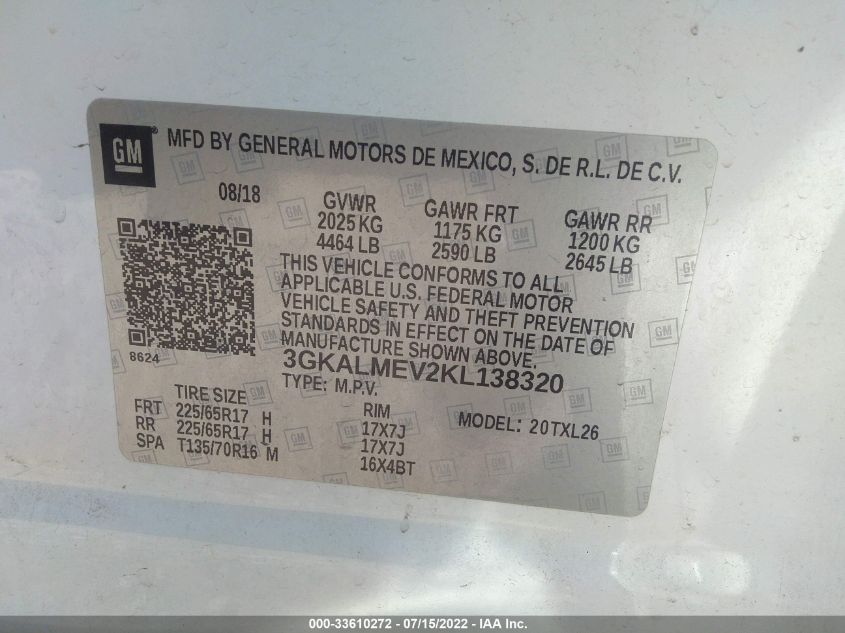 GM
MFD BY GENERAL MOTORS DE MEXICO, S. DE R.L. DE C.V.
08/18
GVWR GAWR FRT GAWR RR
2025 KG 1175 KG 1200 KG
4464 LB 2590 LB 2645 LB
THIS VEHICLE CONFORMS TO ALL
APPLICABLE U.S. FEDERAL MOTOR
VEHICLE SAFETY AND THEFT PREVENTION
STANDARDS IN EFFECT ON THE DATE OF
MANUFACTURE SHOWN ABOVE.
8624
3GKALMEV2KL138320
TYPE: M.P.V.
TIRE SIZE RIM
FRT 225/65R17 H 17X7J
RR 225/65R17 H 17X7J
SPA T135/70R16 M 16X4BT
MODEL: 20TXL26
000-33610272 - 07/15/2022 - IAA Inc.